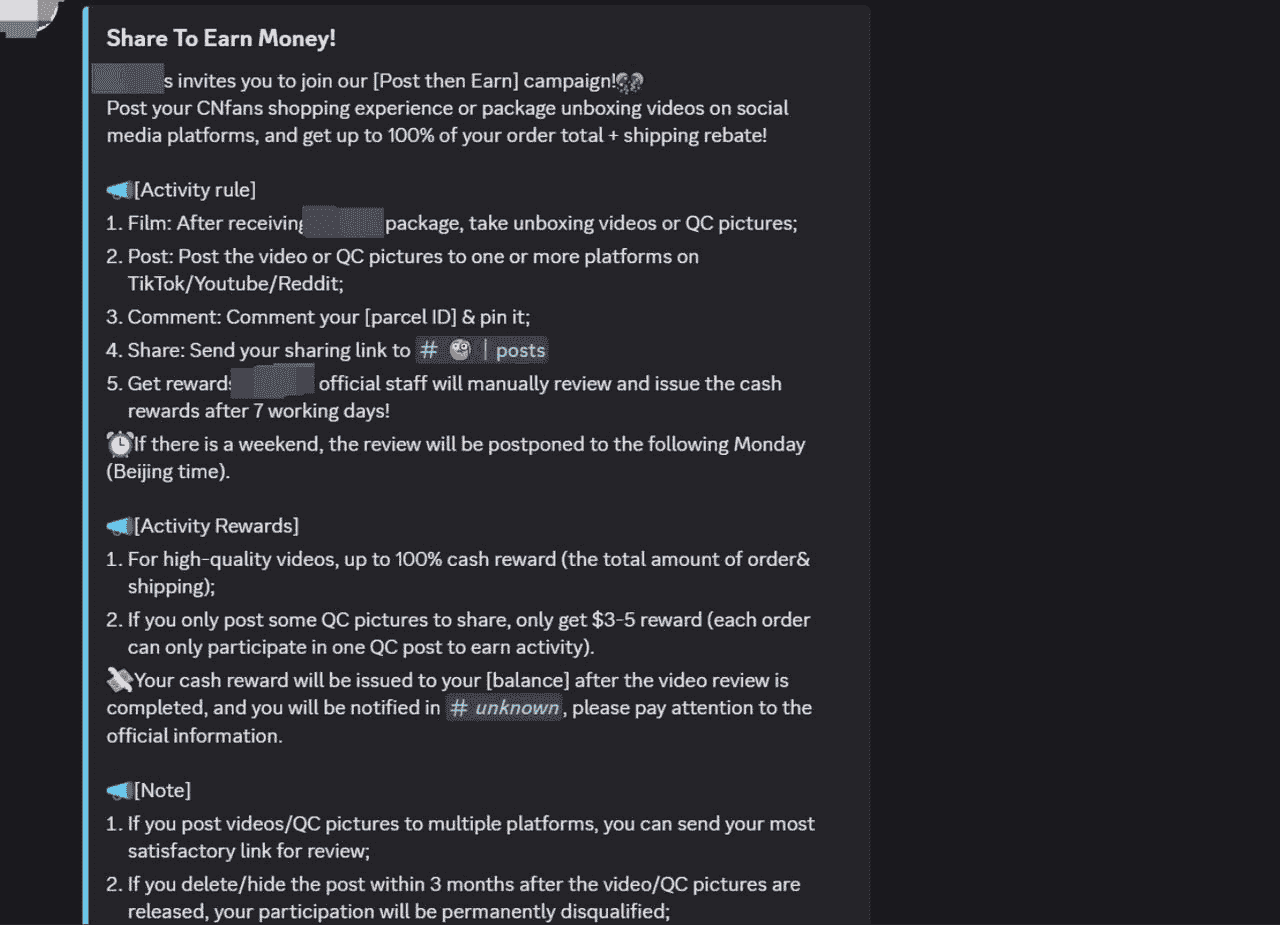 Share To Earn Money!
s invites you to join our [Post then Earn] campaign!
Post your CNfans shopping experience or package unboxing videos on social
media platforms, and get up to 100% of your order total + shipping rebate!
[Activity rule]
1. Film: After receiving package, take unboxing videos or QC pictures;
2. Post: Post the video or QC pictures to one or more platforms on
TikTok/Youtube/Reddit;
3. Comment: Comment your [parcel ID] & pin it;
4. Share: Send your sharing link to # 🧐 | posts
5. Get rewards official staff will manually review and issue the cash
rewards after 7 working days!
⏰If there is a weekend, the review will be postponed to the following Monday
(Beijing time).
[Activity Rewards]
1. For high-quality videos, up to 100% cash reward (the total amount of order&
shipping);
2. If you only post some QC pictures to share, only get $3-5 reward (each order
can only participate in one QC post to earn activity).
💸Your cash reward will be issued to your [balance] after the video review is
completed, and you will be notified in # unknown, please pay attention to the
official information.
[Note]
1. If you post videos/QC pictures to multiple platforms, you can send your most
satisfactory link for review;
2. If you delete/hide the post within 3 months after the video/QC pictures are
released, your participation will be permanently disqualified;